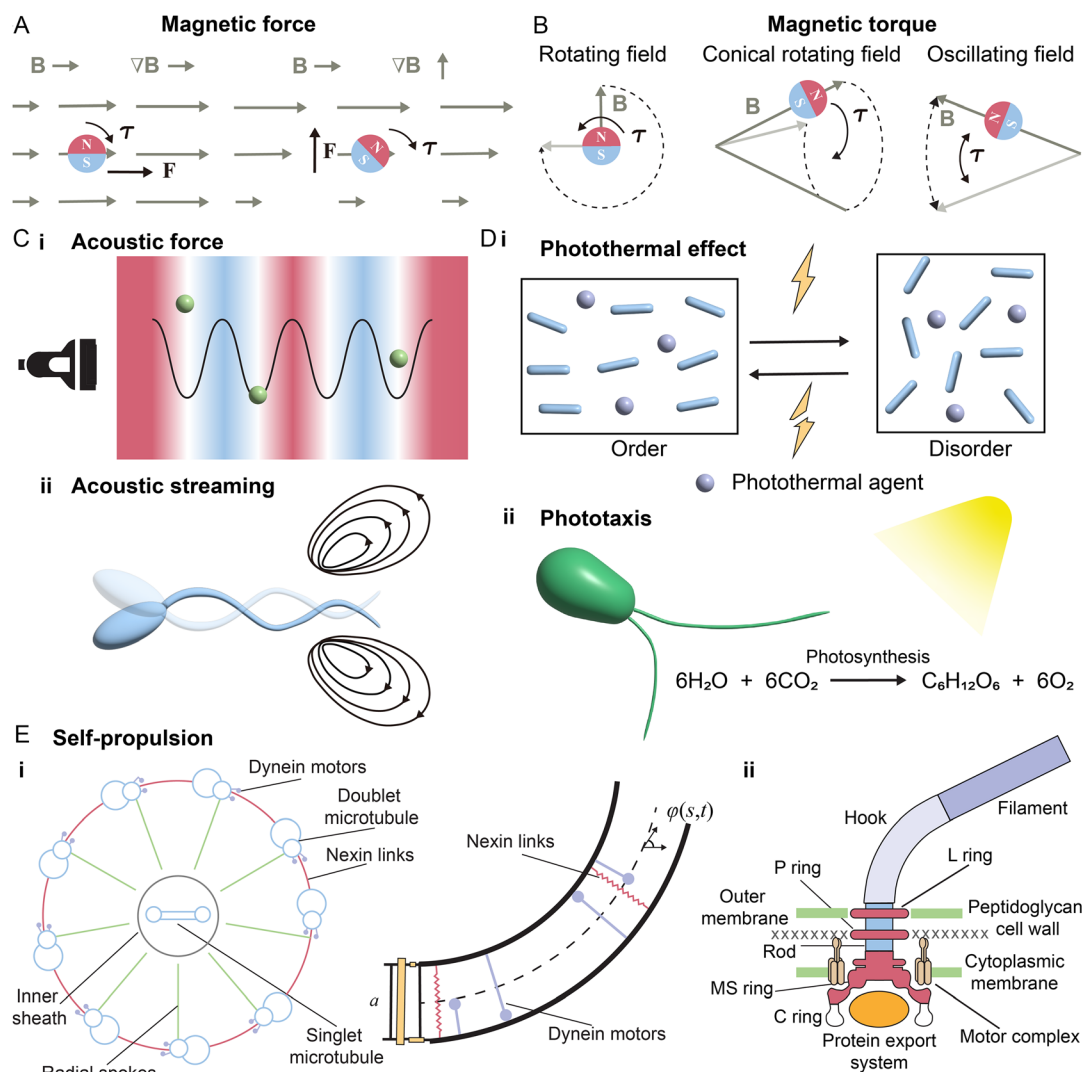 A
Magnetic force
B → ∇B →
B → ∇B ↑
τ
N
S
F
F
N
S
τ
B
Magnetic torque
Rotating field
Conical rotating field
Oscillating field
B
τ
N
S
B
N
S
τ
B
N
S
τ
C i Acoustic force
D i Photothermal effect
Order
Disorder
Photothermal agent
ii Acoustic streaming
ii Phototaxis
Photosynthesis
6H₂O + 6CO₂ → C₆H₁₂O₆ + 6O₂
E Self-propulsion
i
Dynein motors
Doublet
microtubule
Nexin links
Inner
sheath
Singlet
microtubule
Radial spokes
Nexin links
φ(s,t)
a
Dynein motors
ii
Filament
Hook
P ring
L ring
Outer
membrane
Peptidoglycan
cell wall
Rod
Cytoplasmic
membrane
MS ring
C ring
Motor complex
Protein export
system